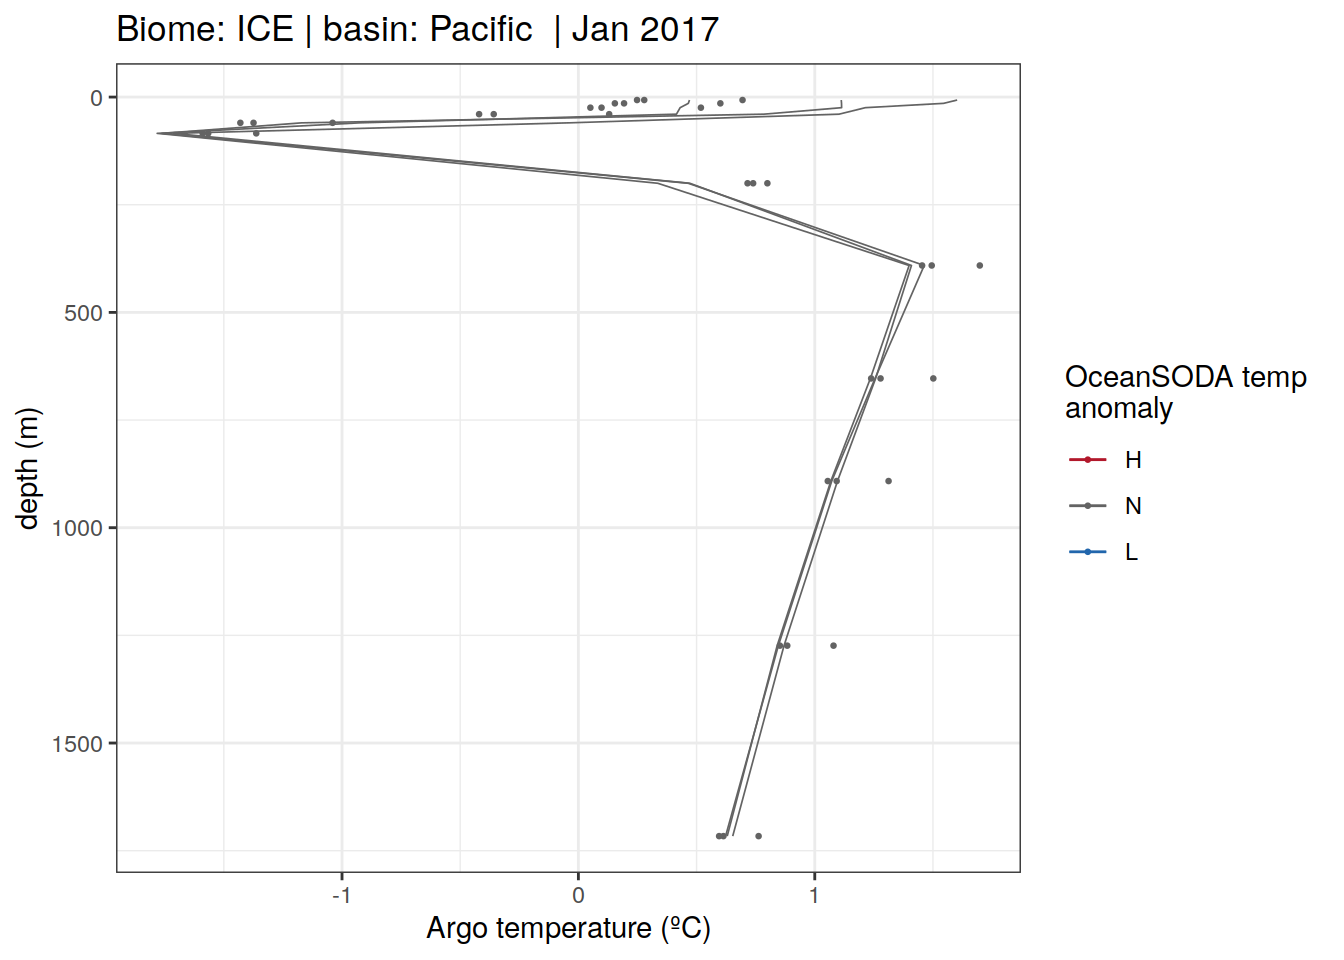 Biome: ICE | basin: Pacific  | Jan 2017
0
500
1000
1500
depth (m)
-1
0
1
Argo temperature (ºC)
OceanSODA temp
anomaly
H
N
L